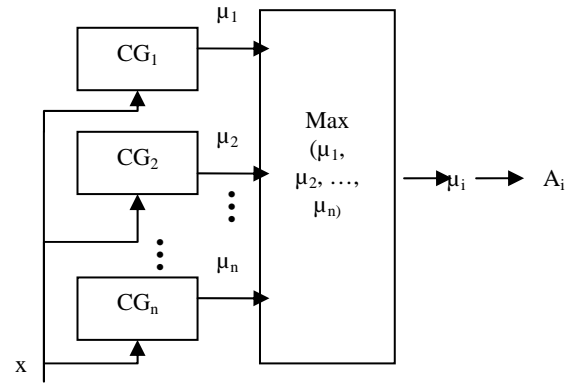 μ₁
CG₁
Max
(μ₁,
μ₂, …,
μₙ)
μ₂
CG₂
μᵢ
Aᵢ
μₙ
CGₙ
x